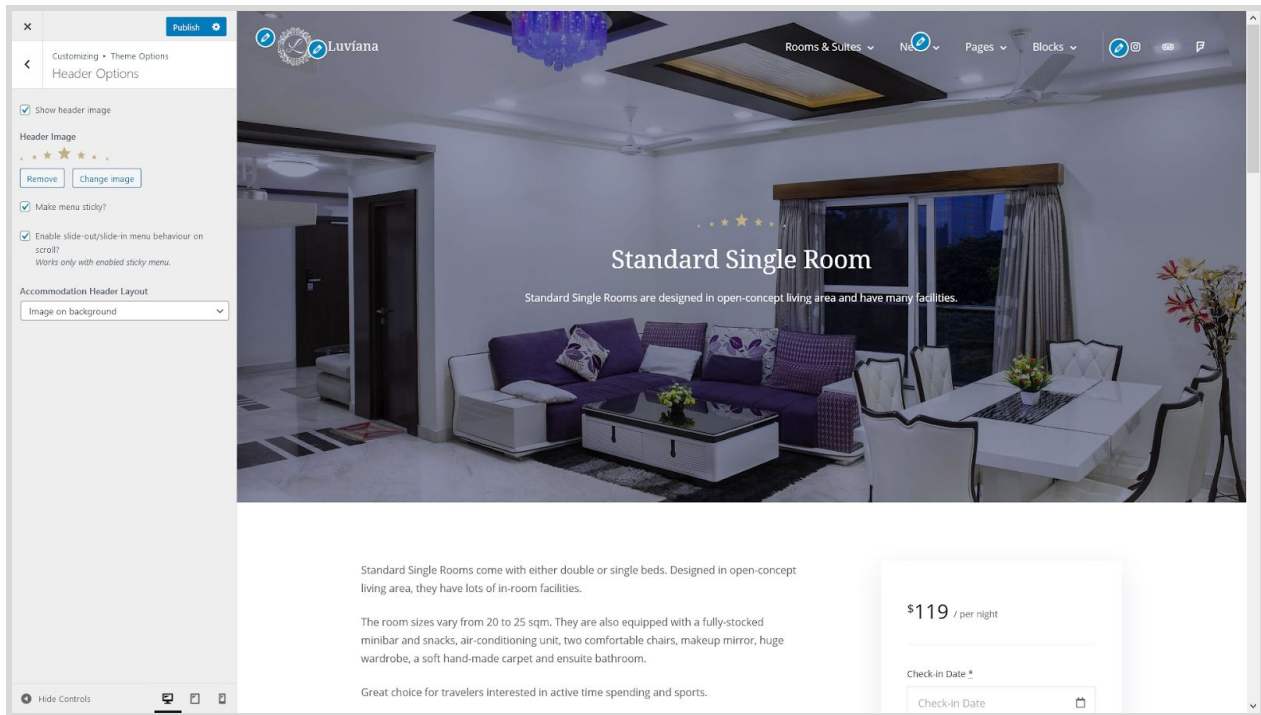 Publish
Customizing • Theme Options
Header Options
Show header image
Header Image
Remove
Change image
Make menu sticky?
Enable slide-out/slide-in menu behaviour on
scroll?
Works only with enabled sticky menu.
Accommodation Header Layout
Image on background
Hide Controls
L
Luvíana
Rooms & Suites
Pages
Blocks
Standard Single Room
Standard Single Rooms are designed in open-concept living area and have many facilities.
Standard Single Rooms come with either double or single beds. Designed in open-concept
living area, they have lots of in-room facilities.
The room sizes vary from 20 to 25 sqm. They are also equipped with a fully-stocked
minibar and snacks, air-conditioning unit, two comfortable chairs, makeup mirror, huge
wardrobe, a soft hand-made carpet and ensuite bathroom.
Great choice for travelers interested in active time spending and sports.
$119 / per night
Check-in Date *
Check-in Date